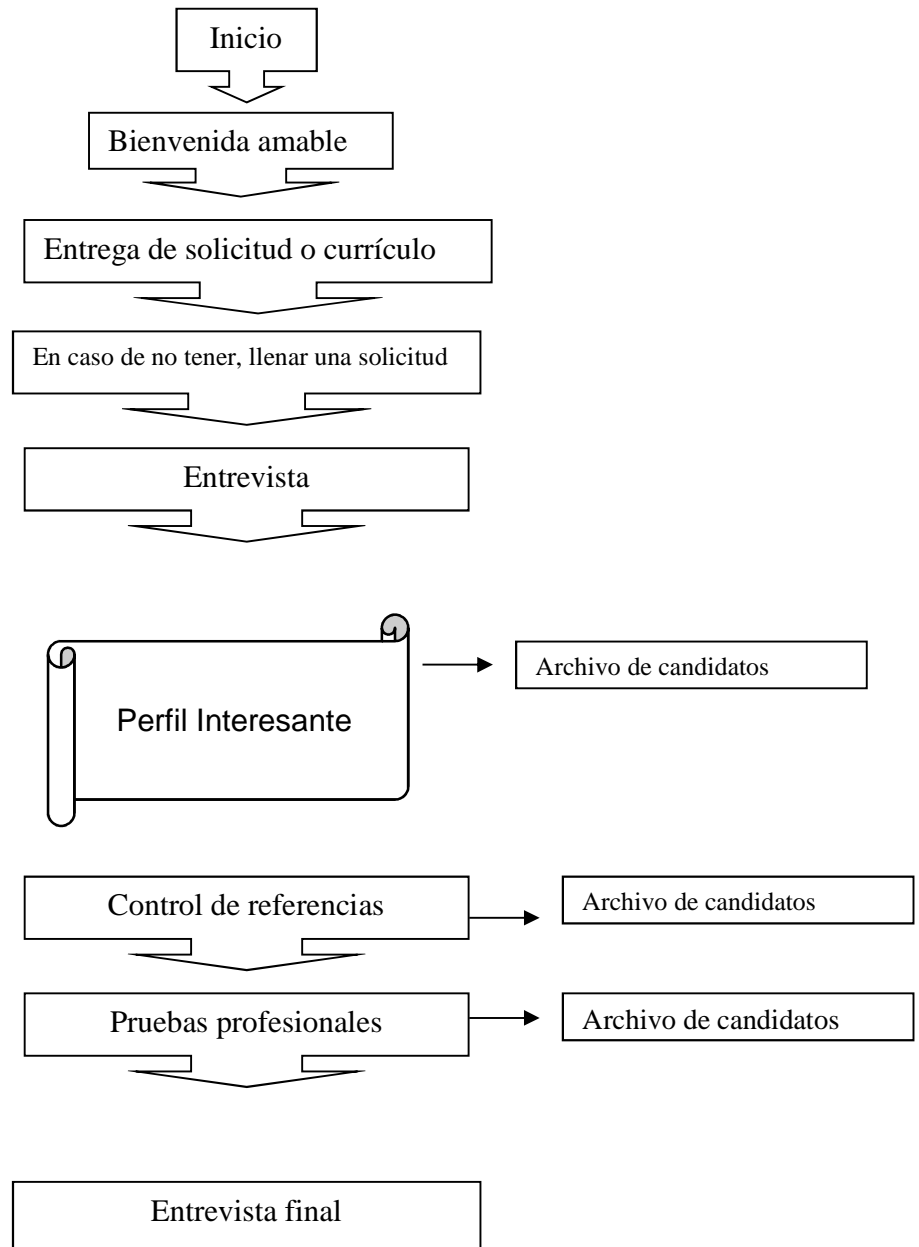 Inicio
Bienvenida amable
Entrega de solicitud o currículo
En caso de no tener, llenar una solicitud
Entrevista
Perfil Interesante
Archivo de candidatos
Control de referencias
Archivo de candidatos
Pruebas profesionales
Archivo de candidatos
Entrevista final